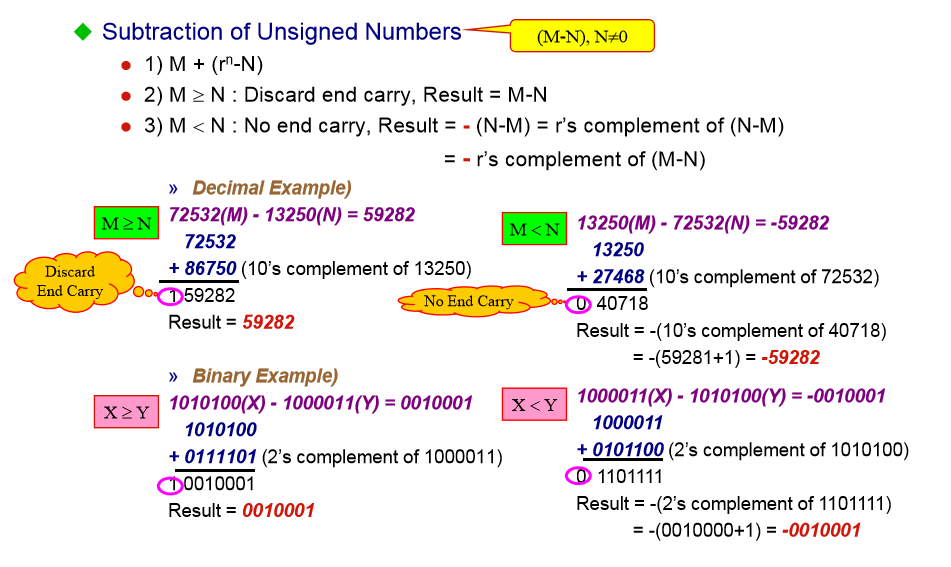 Subtraction of Unsigned Numbers
(M-N), N≠0
1) M + (rⁿ-N)
2) M ≥ N : Discard end carry, Result = M-N
3) M < N : No end carry, Result = - (N-M) = r's complement of (N-M)
= - r's complement of (M-N)
» Decimal Example)
M ≥ N
72532(M) - 13250(N) = 59282
72532
+ 86750 (10's complement of 13250)
Discard
End Carry
1 59282
Result = 59282
M < N
13250(M) - 72532(N) = -59282
13250
+ 27468 (10's complement of 72532)
No End Carry
0 40718
Result = -(10's complement of 40718)
= -(59281+1) = -59282
» Binary Example)
X ≥ Y
1010100(X) - 1000011(Y) = 0010001
1010100
+ 0111101 (2's complement of 1000011)
1 0010001
Result = 0010001
X < Y
1000011(X) - 1010100(Y) = -0010001
1000011
+ 0101100 (2's complement of 1010100)
0 1101111
Result = -(2's complement of 1101111)
= -(0010000+1) = -0010001